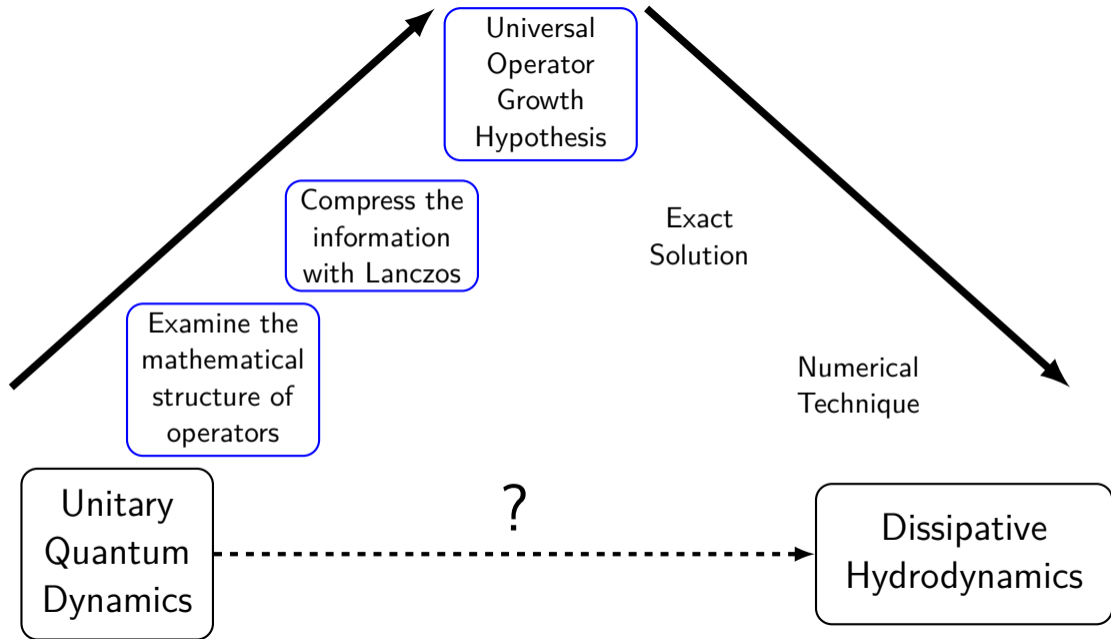 Universal
Operator
Growth
Hypothesis
Compress the
information
with Lanczos
Exact
Solution
Examine the
mathematical
structure of
operators
Numerical
Technique
Unitary
Quantum
Dynamics
?
Dissipative
Hydrodynamics